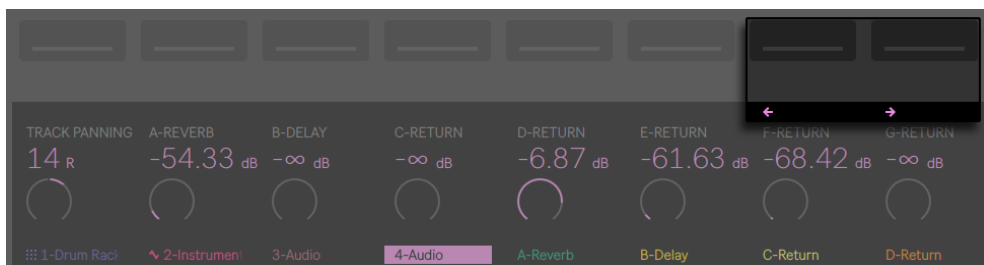 ← →
TRACK PANNING A-REVERB B-DELAY C-RETURN D-RETURN E-RETURN F-RETURN G-RETURN
14 R -54.33 dB -∞ dB -∞ dB -6.87 dB -61.63 dB -68.42 dB -∞ dB
1-Drum Rack 2-Instrument 3-Audio 4-Audio A-Reverb B-Delay C-Return D-Return